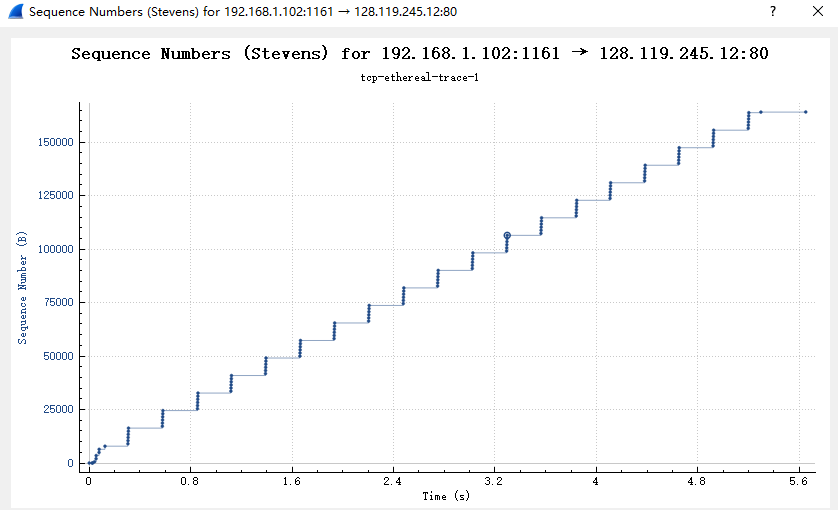 Sequence Numbers (Stevens) for 192.168.1.102:1161 → 128.119.245.12:80
? ×
Sequence Numbers (Stevens) for 192.168.1.102:1161 → 128.119.245.12:80
tcp-ethereal-trace-1
Sequence Number (B)
150000
125000
100000
75000
50000
25000
0
0 0.8 1.6 2.4 3.2 4 4.8 5.6
Time (s)